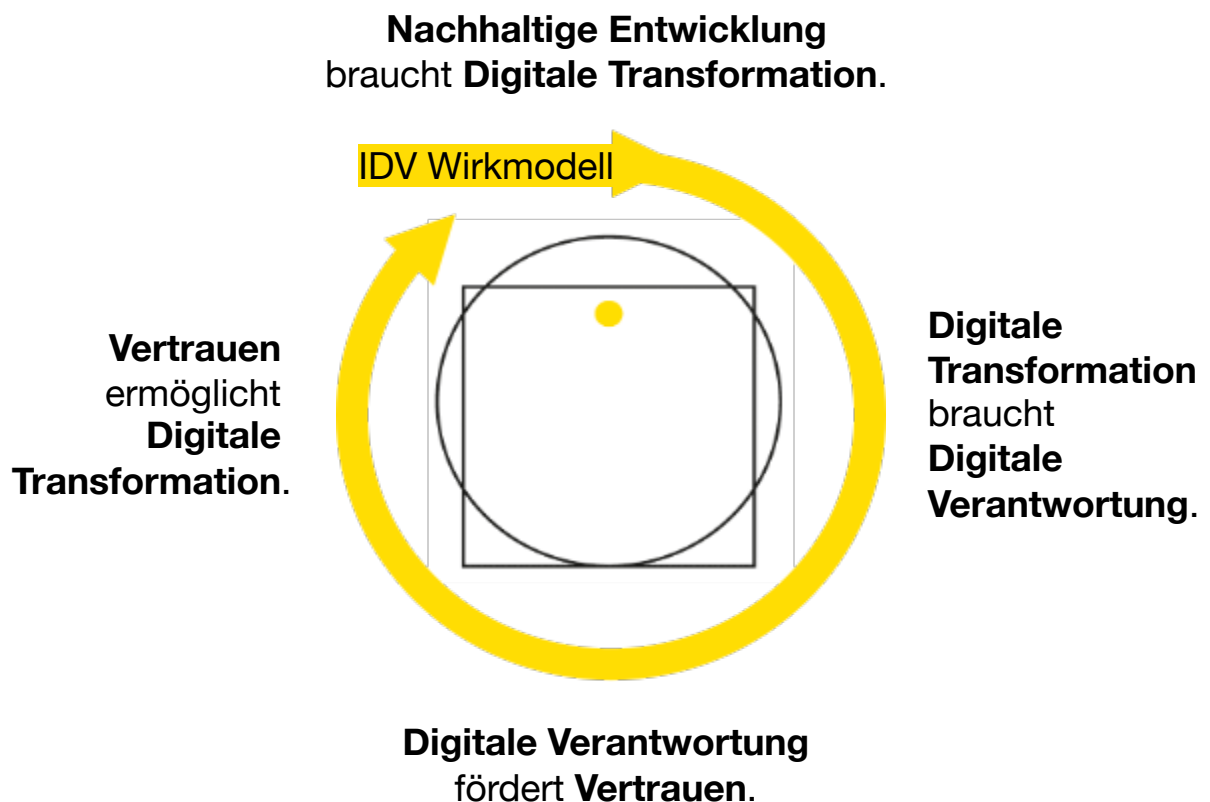 Nachhaltige Entwicklung
braucht Digitale Transformation.
IDV Wirkmodell
Digitale
Transformation
braucht
Digitale
Verantwortung.
Vertrauen
ermöglicht
Digitale
Transformation.
Digitale Verantwortung
fördert Vertrauen.